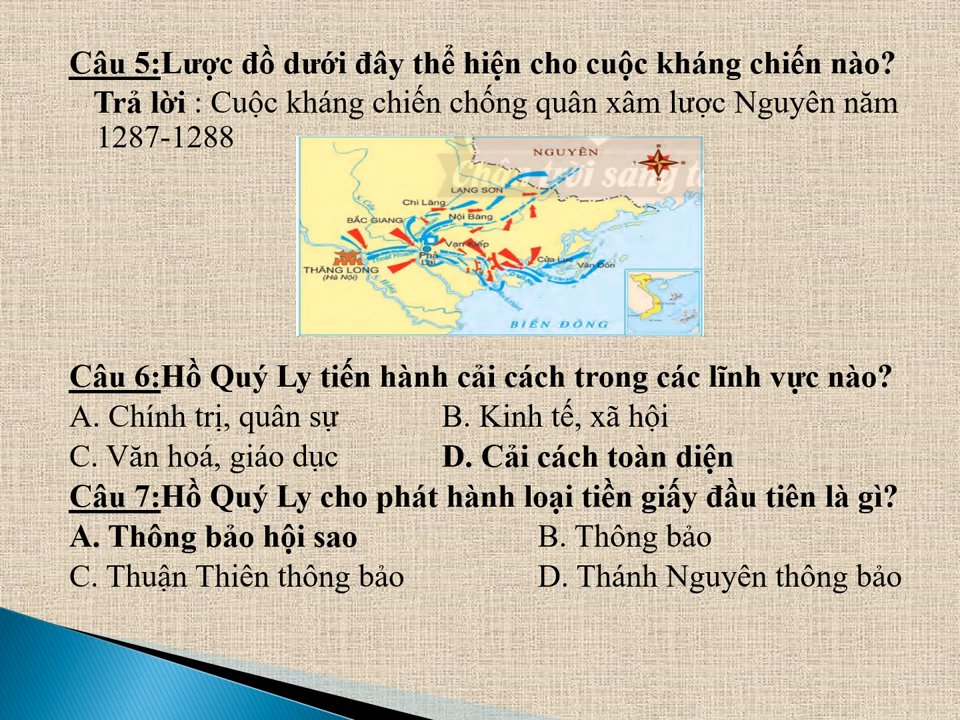 Câu 5:Lược đồ dưới đây thể hiện cho cuộc kháng chiến nào?
Trả lời : Cuộc kháng chiến chống quân xâm lược Nguyên năm
1287-1288
NGUYÊN
Chân trời sáng t
LẠNG SƠN
Chi Lăng
Nội Bàng
BẮC GIANG
Vạn Kiếp
Phả Lại
Cửa Lục
Vân Đồn
THĂNG LONG
(Hà Nội)
S. Hồng
BIỂN ĐÔNG
Câu 6:Hồ Quý Ly tiến hành cải cách trong các lĩnh vực nào?
A. Chính trị, quân sự B. Kinh tế, xã hội
C. Văn hoá, giáo dục D. Cải cách toàn diện
Câu 7:Hồ Quý Ly cho phát hành loại tiền giấy đầu tiên là gì?
A. Thông bảo hội sao B. Thông bảo
C. Thuận Thiên thông bảo D. Thánh Nguyên thông bảo